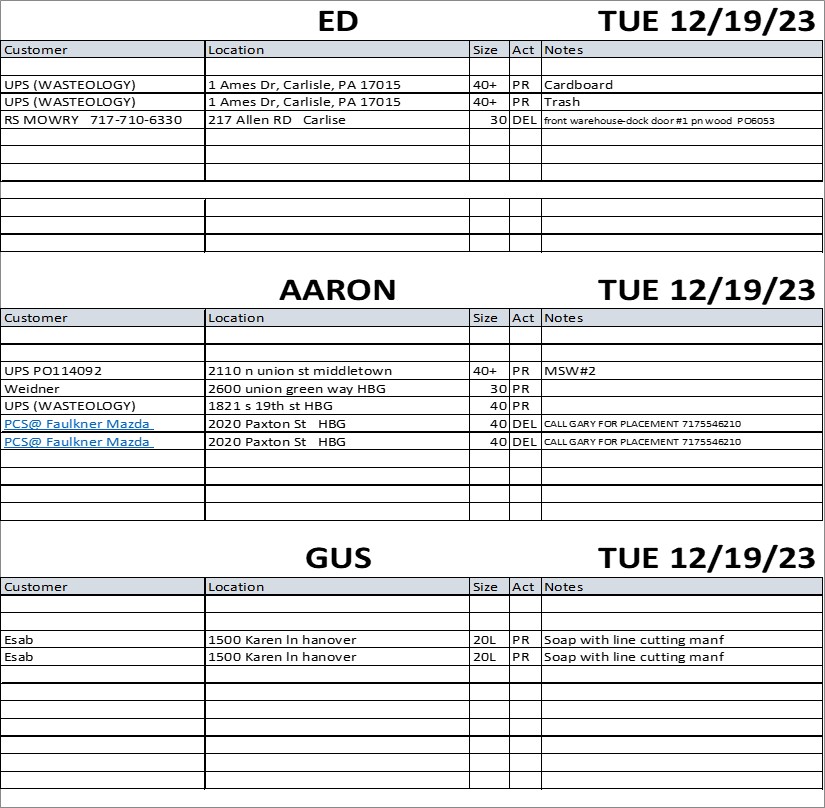 ED TUE 12/19/23
Customer Location Size Act Notes
UPS (WASTEOLOGY) 1 Ames Dr, Carlisle, PA 17015 40+ PR Cardboard
UPS (WASTEOLOGY) 1 Ames Dr, Carlisle, PA 17015 40+ PR Trash
RS MOWRY 717-710-6330 217 Allen RD Carlise 30 DEL front warehouse-dock door #1 pn wood PO6053
AARON TUE 12/19/23
Customer Location Size Act Notes
UPS PO114092 2110 n union st middletown 40+ PR MSW#2
Weidner 2600 union green way HBG 30 PR
UPS (WASTEOLOGY) 1821 s 19th st HBG 40 PR
PCS@ Faulkner Mazda 2020 Paxton St HBG 40 DEL CALL GARY FOR PLACEMENT 7175546210
PCS@ Faulkner Mazda 2020 Paxton St HBG 40 DEL CALL GARY FOR PLACEMENT 7175546210
GUS TUE 12/19/23
Customer Location Size Act Notes
Esab 1500 Karen ln hanover 20L PR Soap with line cutting manf
Esab 1500 Karen ln hanover 20L PR Soap with line cutting manf